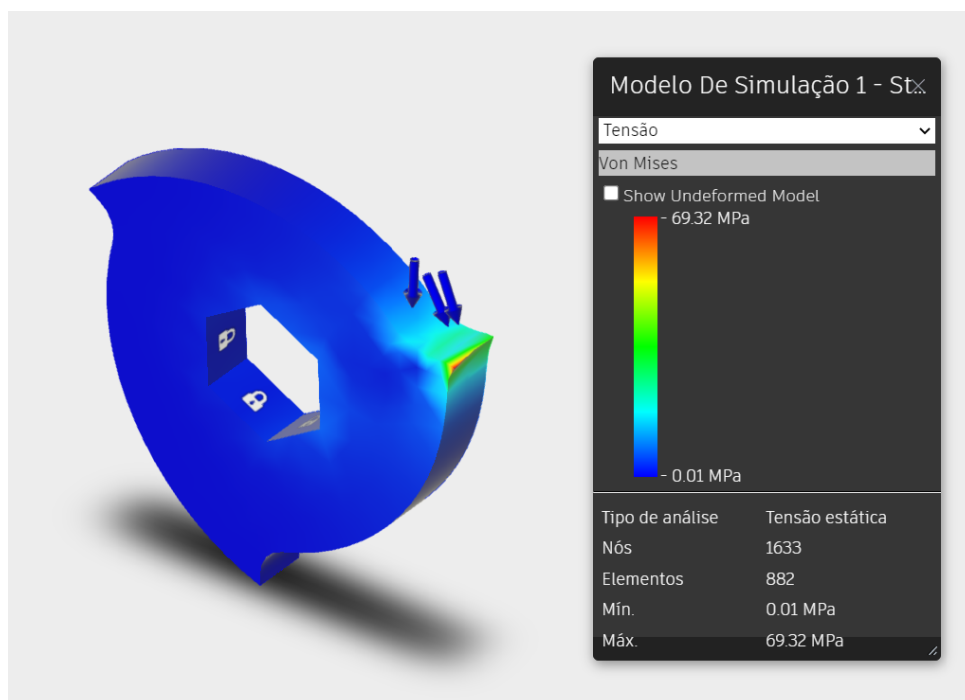 Modelo De Simulação 1 - St...
Tensão
Von Mises
Show Undeformed Model
- 69.32 MPa
- 0.01 MPa
Tipo de análise Tensão estática
Nós 1633
Elementos 882
Mín. 0.01 MPa
Máx. 69.32 MPa